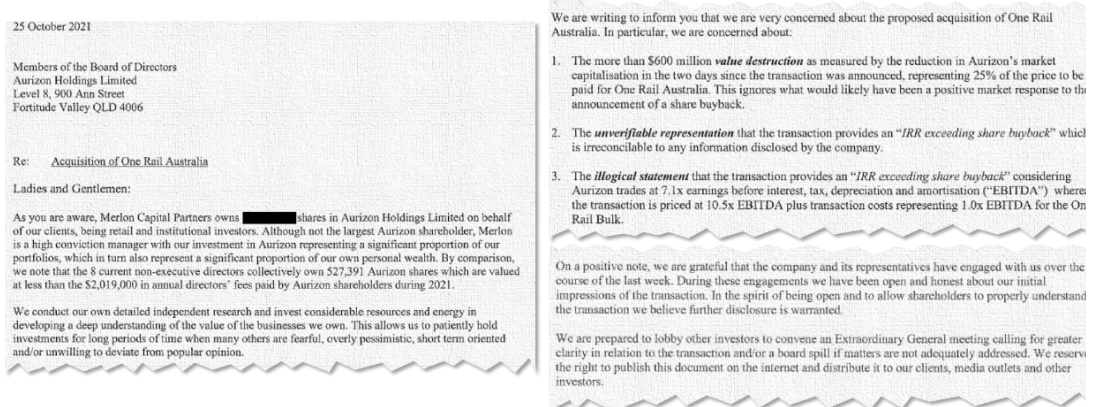 25 October 2021
Members of the Board of Directors
Aurizon Holdings Limited
Level 8, 900 Ann Street
Fortitude Valley QLD 4006
Re: Acquisition of One Rail Australia
Ladies and Gentlemen:
As you are aware, Merlon Capital Partners owns shares in Aurizon Holdings Limited on behalf
of our clients, being retail and institutional investors. Although not the largest Aurizon shareholder, Merlon
is a high conviction manager with our investment in Aurizon representing a significant proportion of our
portfolios, which in turn also represent a significant proportion of our own personal wealth. By comparison,
we note that the 8 current non-executive directors collectively own 527,391 Aurizon shares which are valued
at less than the $2,019,000 in annual directors' fees paid by Aurizon shareholders during 2021.
We conduct our own detailed independent research and invest considerable resources and energy in
developing a deep understanding of the value of the businesses we own. This allows us to patiently hold
investments for long periods of time when many others are fearful, overly pessimistic, short term oriented
and/or unwilling to deviate from popular opinion.
We are writing to inform you that we are very concerned about the proposed acquisition of One Rail
Australia. In particular, we are concerned about:
1. The more than $600 million value destruction as measured by the reduction in Aurizon's market
capitalisation in the two days since the transaction was announced, representing 25% of the price to be
paid for One Rail Australia. This ignores what would likely have been a positive market response to the
announcement of a share buyback.
2. The unverifiable representation that the transaction provides an "IRR exceeding share buyback" which
is irreconcilable to any information disclosed by the company.
3. The illogical statement that the transaction provides an "IRR exceeding share buyback" considering
Aurizon trades at 7.1x earnings before interest, tax, depreciation and amortisation ("EBITDA") wherea
the transaction is priced at 10.5x EBITDA plus transaction costs representing 1.0x EBITDA for the On
Rail Bulk.
On a positive note, we are grateful that the company and its representatives have engaged with us over the
course of the last week. During these engagements we have been open and honest about our initial
impressions of the transaction. In the spirit of being open and to allow shareholders to properly understand
the transaction we believe further disclosure is warranted.
We are prepared to lobby other investors to convene an Extraordinary General meeting calling for greater
clarity in relation to the transaction and/or a board spill if matters are not adequately addressed. We reserve
the right to publish this document on the internet and distribute it to our clients, media outlets and other
investors.